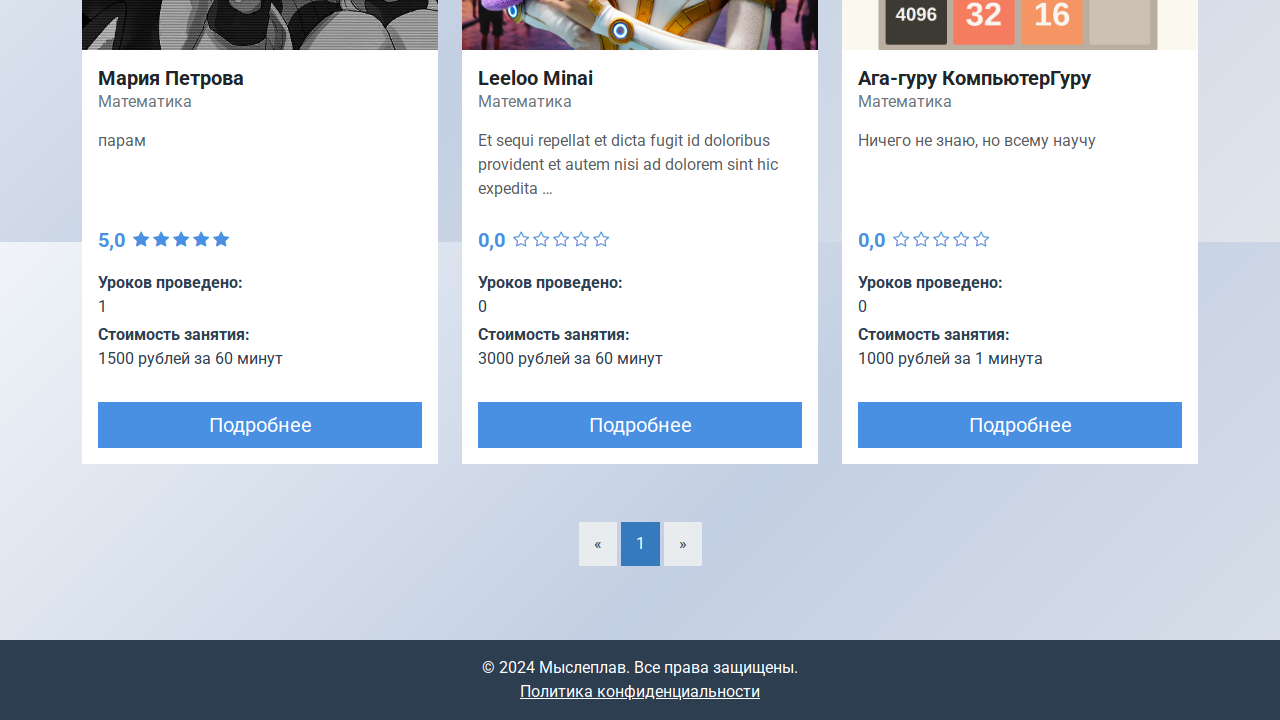 4096 32 16
Мария Петрова
Математика
парам
5,0
Уроков проведено:
1
Стоимость занятия:
1500 рублей за 60 минут
Подробнее
Leeloo Minai
Математика
Et sequi repellat et dicta fugit id doloribus
provident et autem nisi ad dolorem sint hic
expedita …
0,0
Уроков проведено:
0
Стоимость занятия:
3000 рублей за 60 минут
Подробнее
Ага-гуру КомпьютерГуру
Математика
Ничего не знаю, но всему научу
0,0
Уроков проведено:
0
Стоимость занятия:
1000 рублей за 1 минута
Подробнее
« 1 »
© 2024 Мыслеплав. Все права защищены.
Политика конфиденциальности